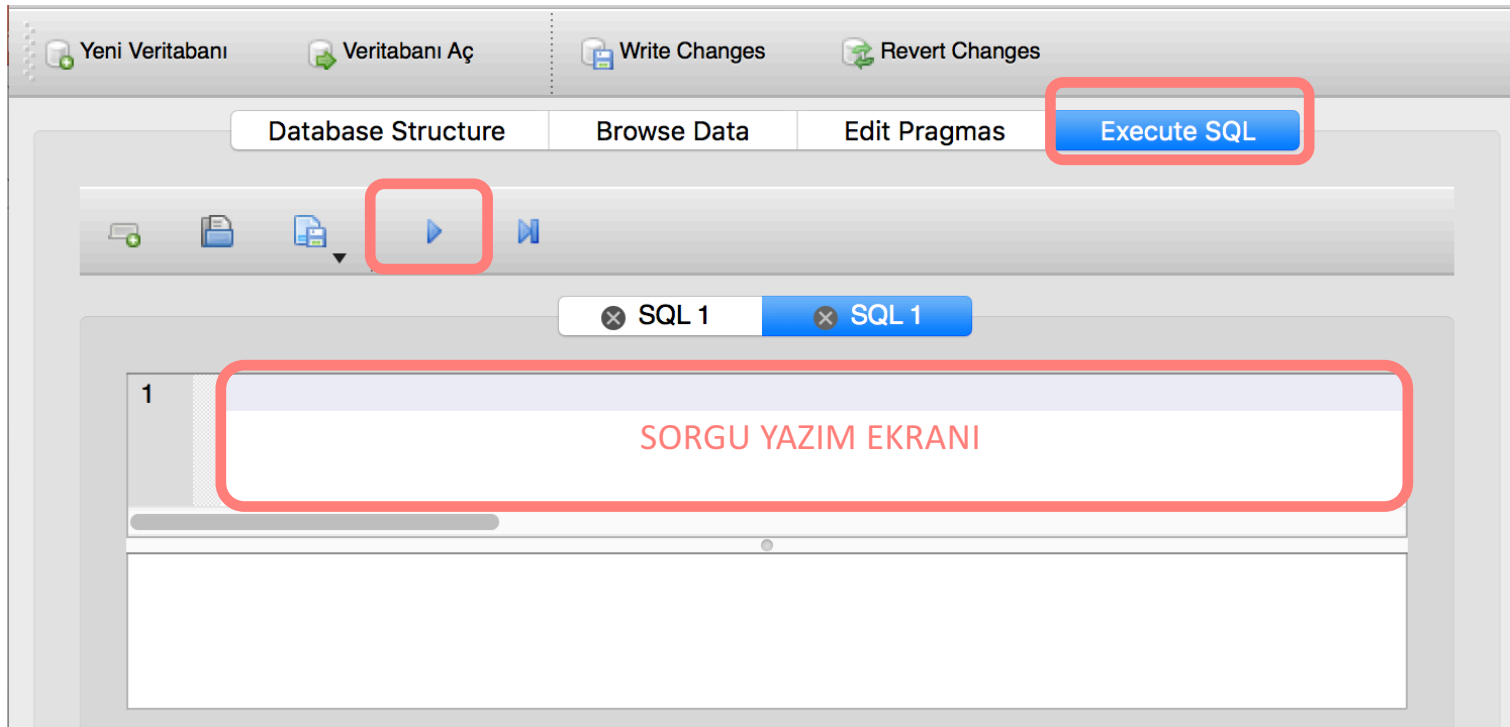 Yeni Veritabanı Veritabanı Aç Write Changes Revert Changes
Database Structure Browse Data Edit Pragmas Execute SQL
SQL 1 SQL 1
1
SORGU YAZIM EKRANI